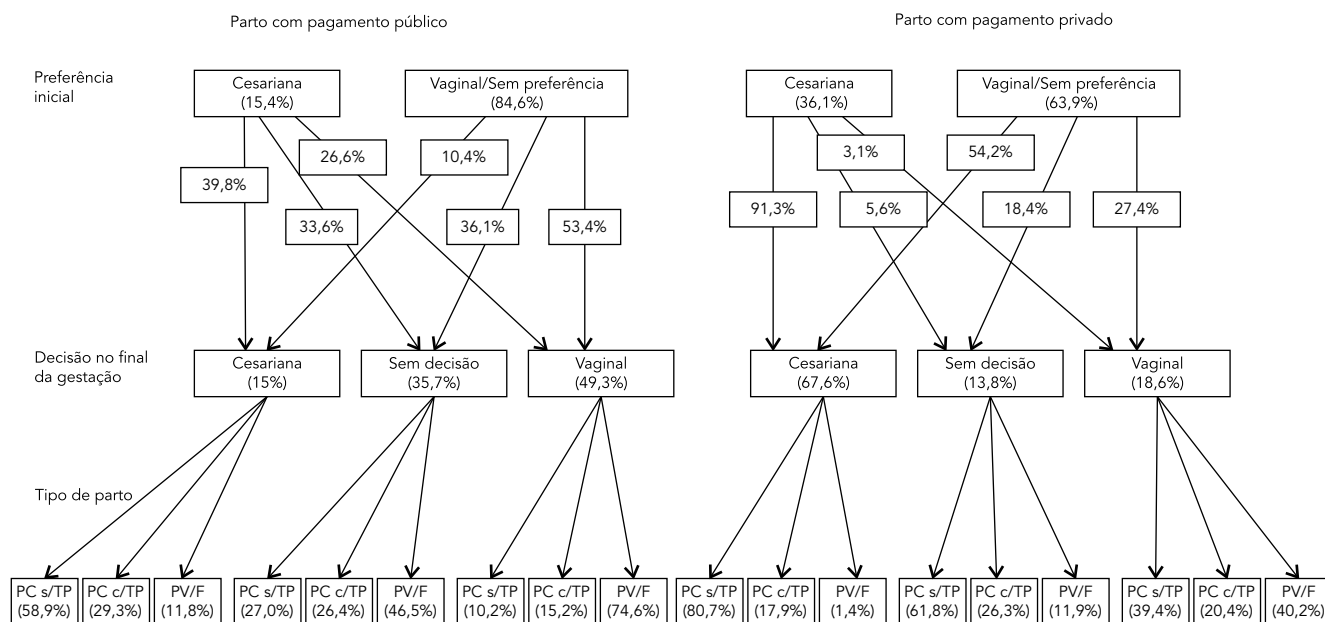 Parto com pagamento público
Parto com pagamento privado
Preferência
inicial
Cesariana
(15,4%)
Vaginal/Sem preferência
(84,6%)
Cesariana
(36,1%)
Vaginal/Sem preferência
(63,9%)
39,8%
26,6%
33,6%
10,4%
36,1%
53,4%
91,3%
3,1%
5,6%
54,2%
18,4%
27,4%
Decisão no final
da gestação
Cesariana
(15%)
Sem decisão
(35,7%)
Vaginal
(49,3%)
Cesariana
(67,6%)
Sem decisão
(13,8%)
Vaginal
(18,6%)
Tipo de parto
PC s/TP
(58,9%)
PC c/TP
(29,3%)
PV/F
(11,8%)
PC s/TP
(27,0%)
PC c/TP
(26,4%)
PV/F
(46,5%)
PC s/TP
(10,2%)
PC c/TP
(15,2%)
PV/F
(74,6%)
PC s/TP
(80,7%)
PC c/TP
(17,9%)
PV/F
(1,4%)
PC s/TP
(61,8%)
PC c/TP
(26,3%)
PV/F
(11,9%)
PC s/TP
(39,4%)
PC c/TP
(20,4%)
PV/F
(40,2%)